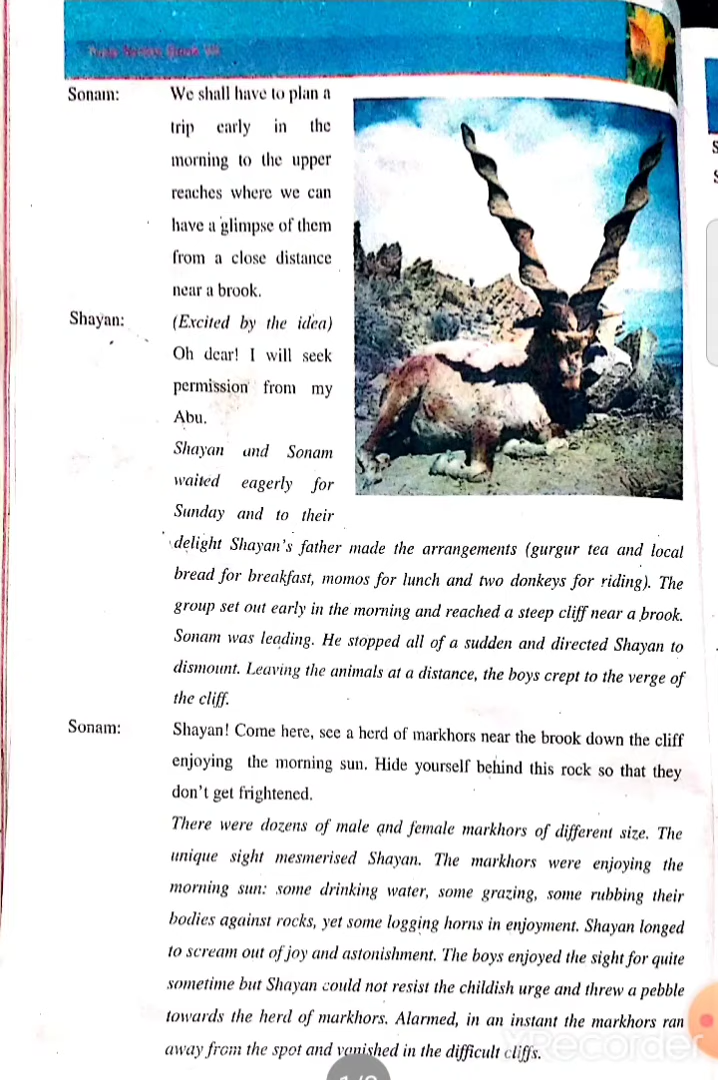 Sonam: We shall have to plan a
trip early in the
morning to the upper
reaches where we can
have a glimpse of them
from a close distance
near a brook.
Shayan: (Excited by the idea)
Oh dear! I will seek
permission from my
Abu.
Shayan and Sonam
waited eagerly for
Sunday and to their
delight Shayan's father made the arrangements (gurgur tea and local
bread for breakfast, momos for lunch and two donkeys for riding). The
group set out early in the morning and reached a steep cliff near a brook.
Sonam was leading. He stopped all of a sudden and directed Shayan to
dismount. Leaving the animals at a distance, the boys crept to the verge of
the cliff.
Sonam: Shayan! Come here, see a herd of markhors near the brook down the cliff
enjoying the morning sun. Hide yourself behind this rock so that they
don't get frightened.
There were dozens of male and female markhors of different size. The
unique sight mesmerised Shayan. The markhors were enjoying the
morning sun: some drinking water, some grazing, some rubbing their
bodies against rocks, yet some logging horns in enjoyment. Shayan longed
to scream out of joy and astonishment. The boys enjoyed the sight for quite
sometime but Shayan could not resist the childish urge and threw a pebble
towards the herd of markhors. Alarmed, in an instant the markhors ran
away from the spot and vanished in the difficult cliffs.
Recorder